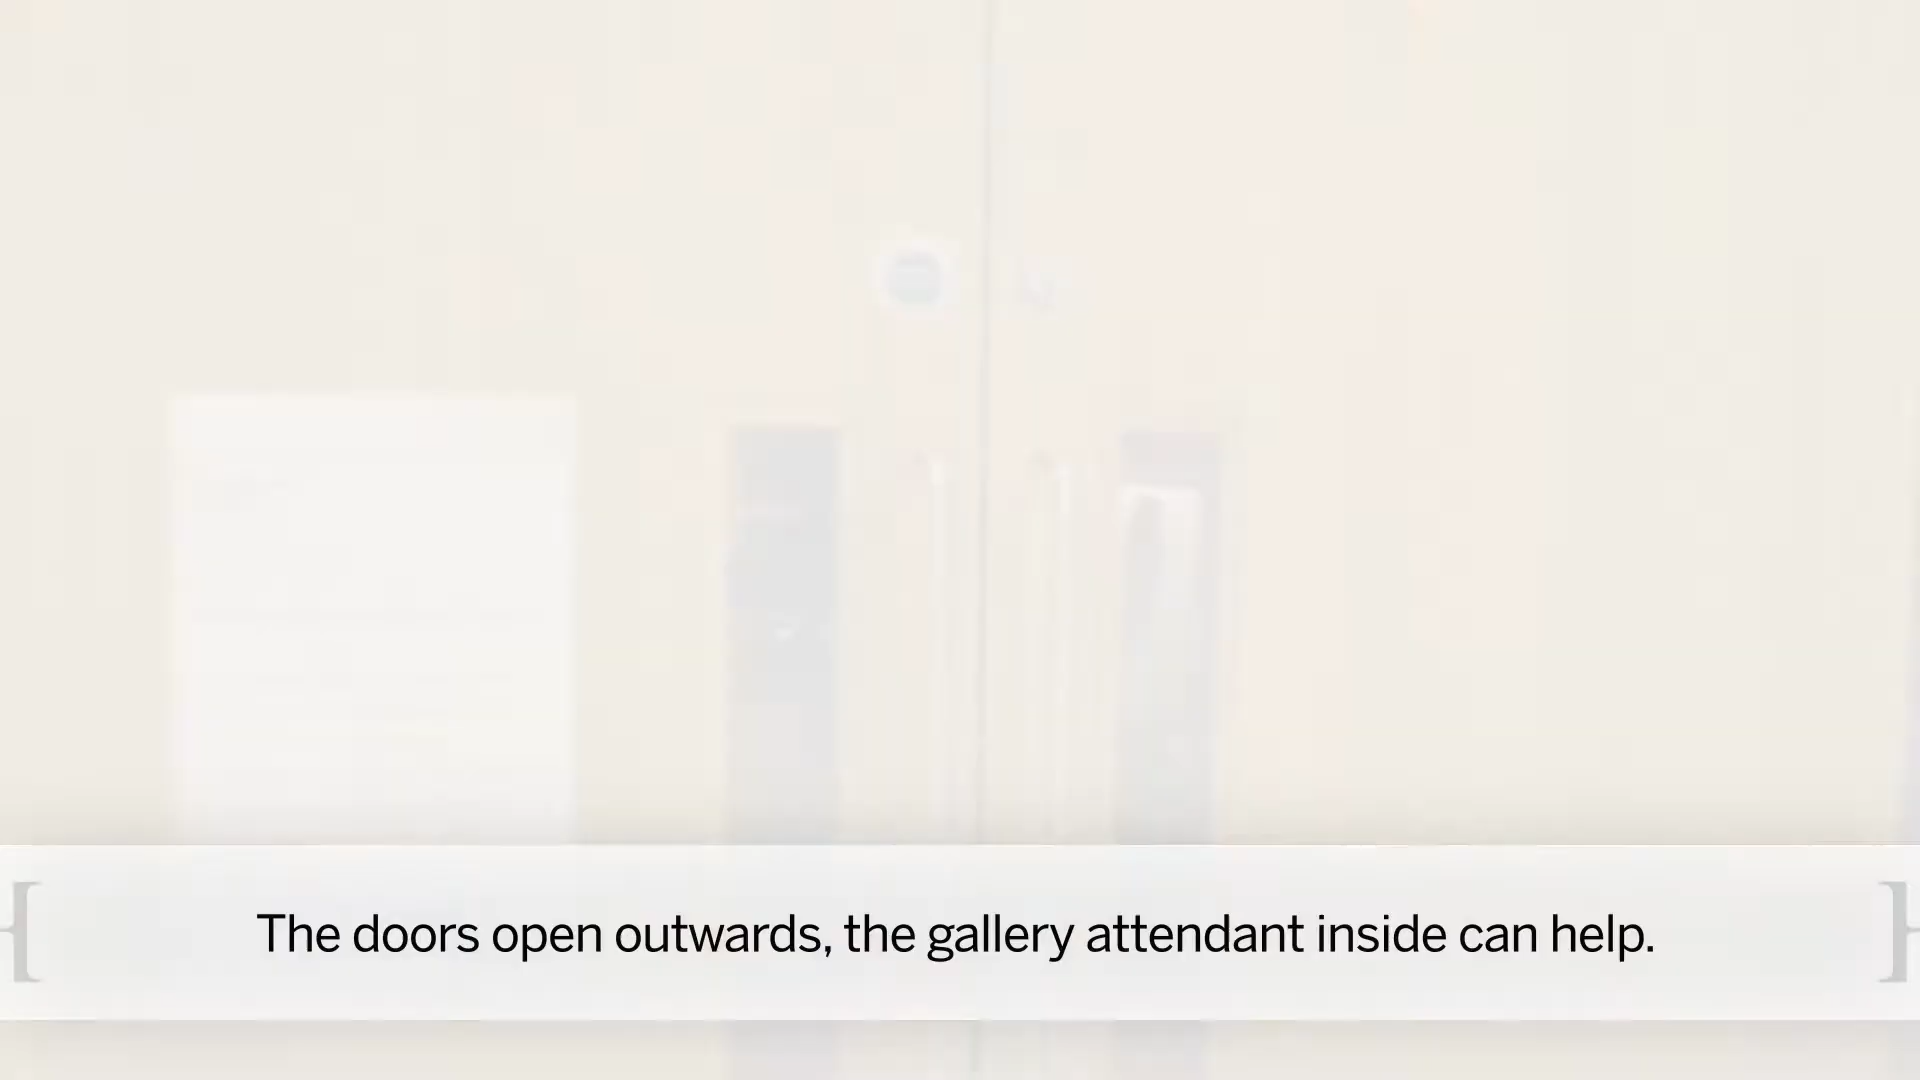 The doors open outwards, the gallery attendant inside can help.